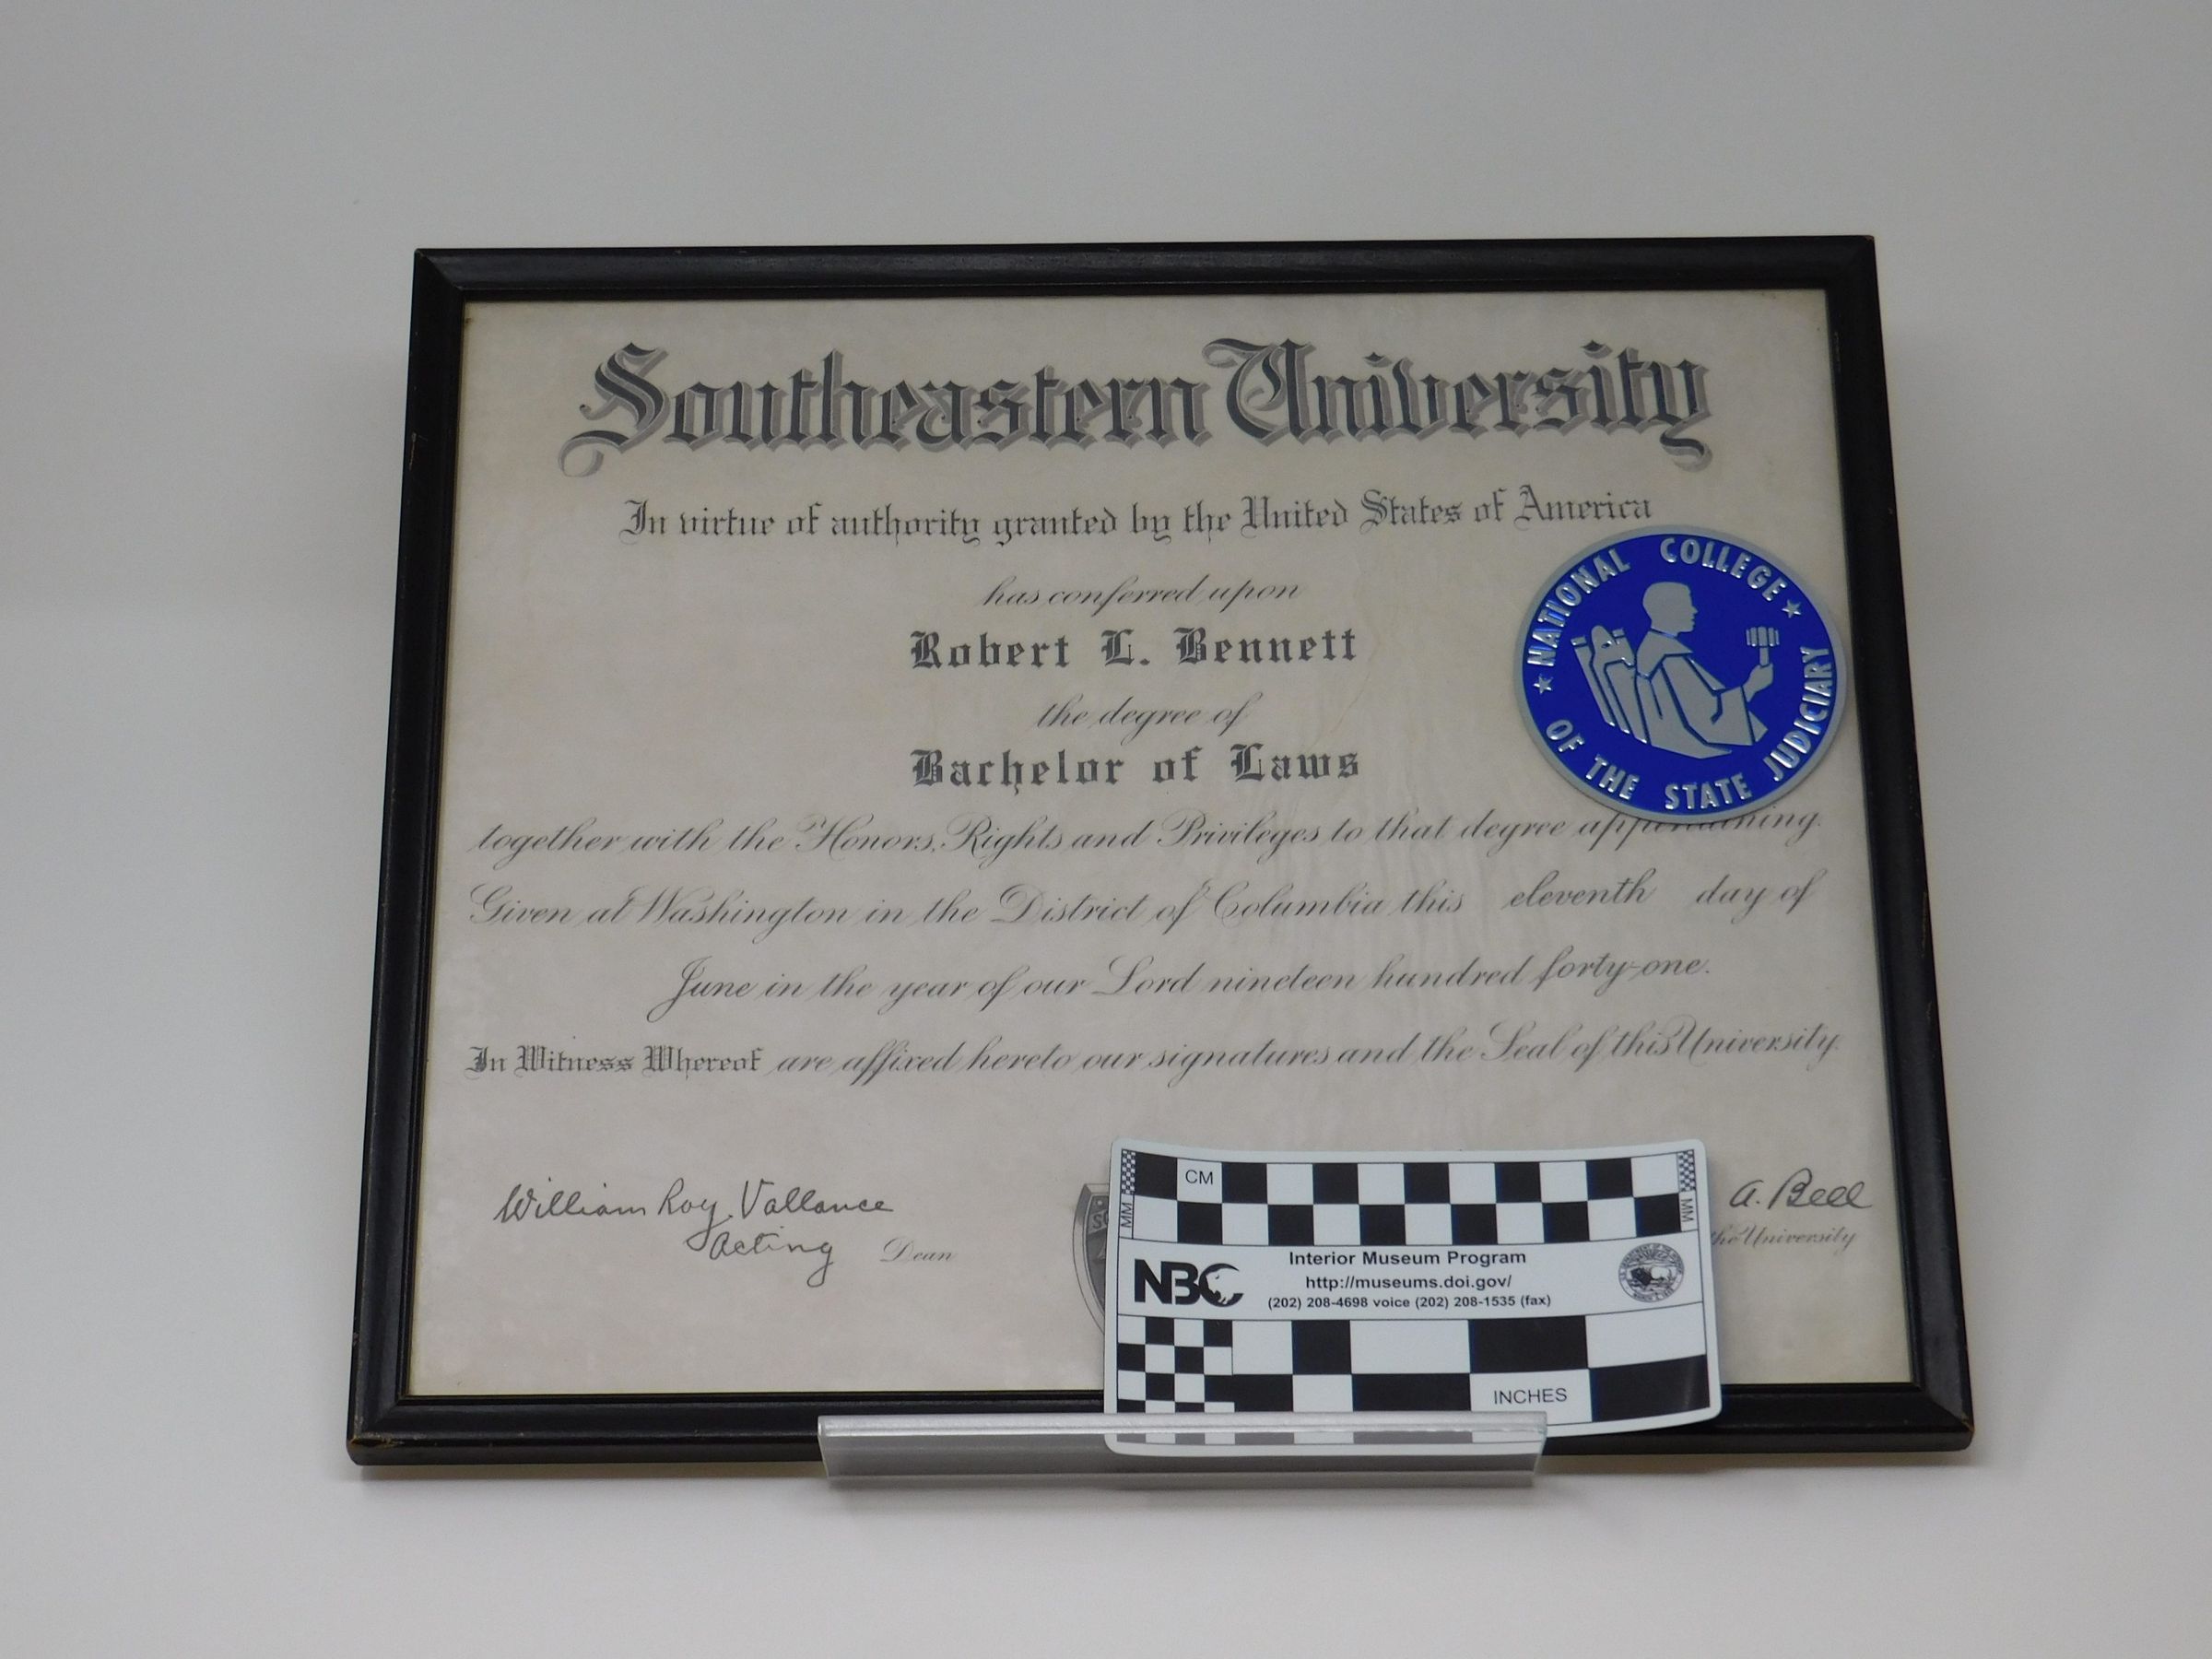 Southeastern University
In virtue of authority granted by the United States of America
has conferred upon
Robert L. Bennett
the degree of
Bachelor of Laws
NATIONAL COLLEGE
OF THE STATE JUDICIARY
together with the Honors, Rights and Privileges to that degree appertaining.
Given at Washington in the District of Columbia this eleventh day of
June in the year of our Lord nineteen hundred forty-one.
In Witness Whereof are affixed hereto our signatures and the Seal of this University.
William Roy Vallance
Acting Dean
A. Bell
the University
CM
MM
MM
NBC
Interior Museum Program
http://museums.doi.gov/
(202) 208-4698 voice (202) 208-1535 (fax)
INCHES